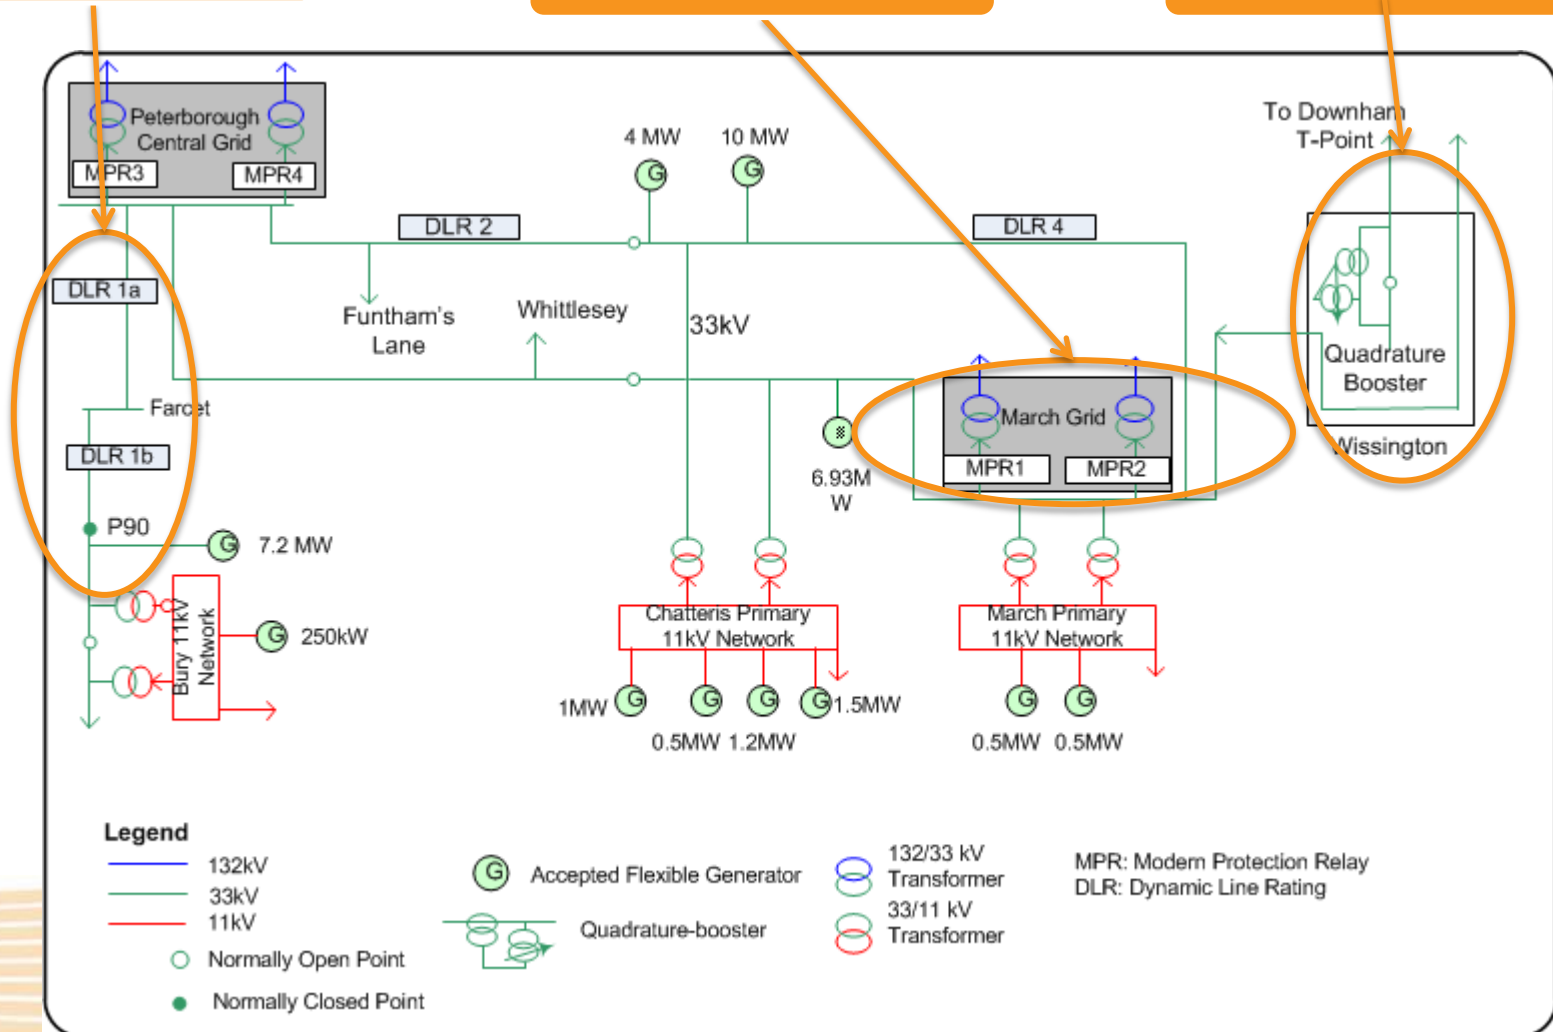 Peterborough
Central Grid
MPR3
MPR4
4 MW
10 MW
To Downham
T-Point
DLR 2
DLR 4
DLR 1a
Funtham's
Lane
Whittlesey
33kV
Quadrature
Booster
Wissington
Farcet
DLR 1b
March Grid
MPR1
MPR2
G
G
6.93M
W
P90
G
7.2 MW
Bury 11kV
Network
G
250kW
Chatteris Primary
11kV Network
March Primary
11kV Network
1MW
G
G
G
G
1.5MW
G
G
0.5MW
1.2MW
0.5MW
0.5MW
Legend
132kV
33kV
11kV
Normally Open Point
Normally Closed Point
G
Accepted Flexible Generator
Quadrature-booster
132/33 kV
Transformer
33/11 kV
Transformer
MPR: Modern Protection Relay
DLR: Dynamic Line Rating